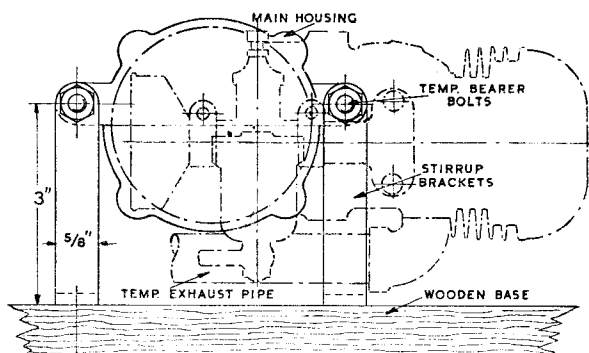 MAIN HOUSING
TEMP. BEARER
BOLTS
STIRRUP
BRACKETS
3"
5/8"
TEMP. EXHAUST PIPE
WOODEN BASE